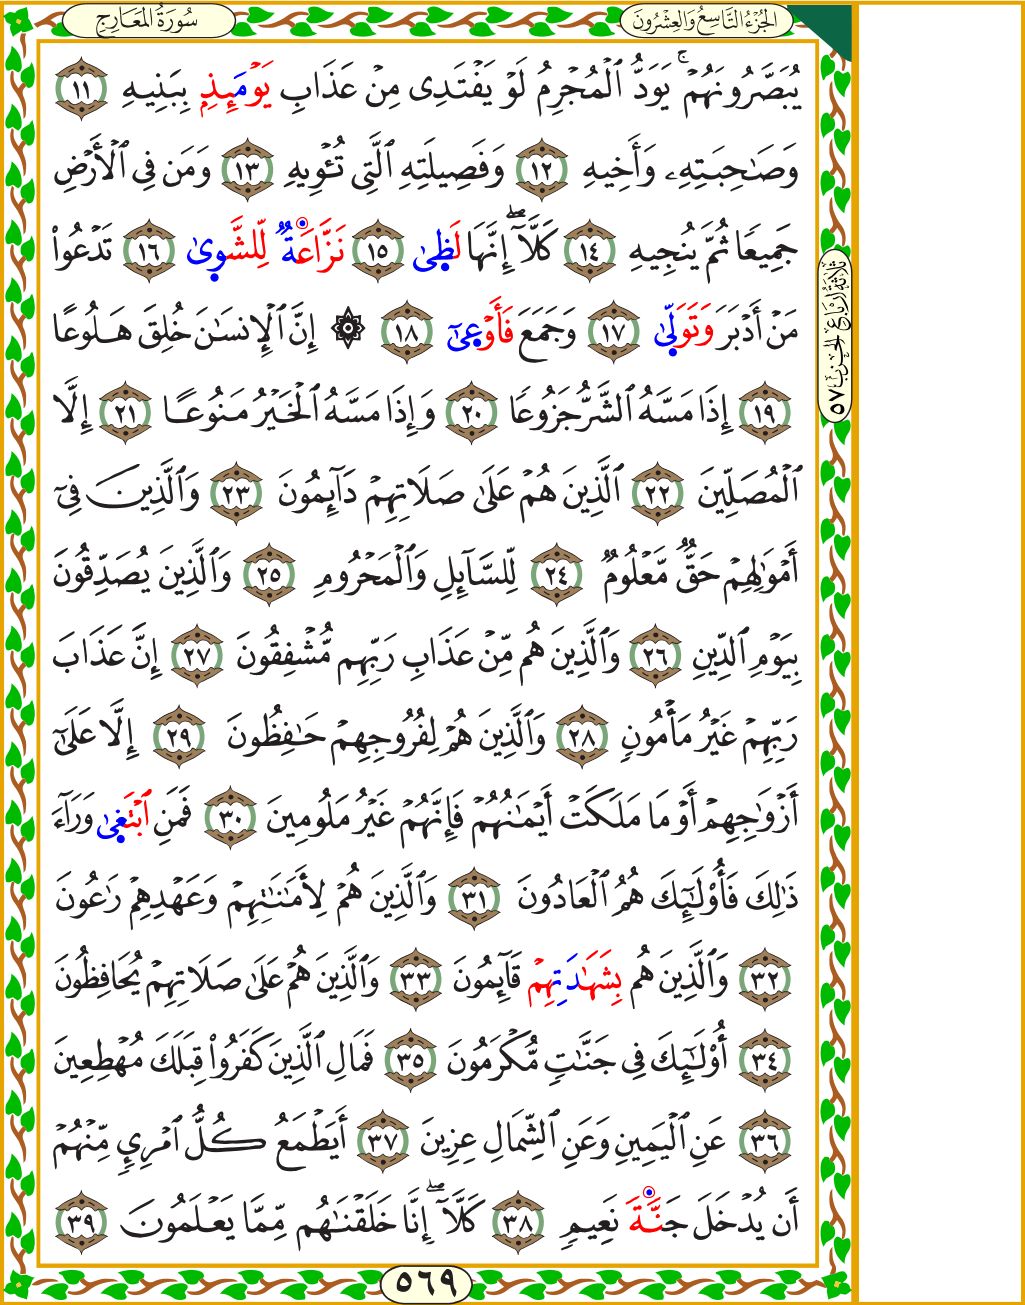 سُورَةُ المَعَارِجِ
الجُزْءُ التَّاسِعُ وَالعِشْرُونَ
يُبَصَّرُونَهُمْۚ يَوَدُّ ٱلْمُجْرِمُ لَوْ يَفْتَدِى مِنْ عَذَابِ يَوْمَئِذٍۭ بِبَنِيهِ ١١
وَصَٰحِبَتِهِۦ وَأَخِيهِ ١٢ وَفَصِيلَتِهِ ٱلَّتِى تُـْٔوِيهِ ١٣ وَمَن فِى ٱلْأَرْضِ
جَمِيعًا ثُمَّ يُنجِيهِ ١٤ كَلَّآۖ إِنَّهَا لَظَىٰ ١٥ نَزَّاعَةٌ لِّلشَّوَىٰ ١٦ تَدْعُوا۟
مَنْ أَدْبَرَ وَتَوَلَّىٰ ١٧ وَجَمَعَ فَأَوْعَىٰٓ ١٨ ۞ إِنَّ ٱلْإِنسَٰنَ خُلِقَ هَلُوعًا
١٩ إِذَا مَسَّهُ ٱلشَّرُّ جَزُوعًا ٢٠ وَإِذَا مَسَّهُ ٱلْخَيْرُ مَنُوعًا ٢١ إِلَّا
ٱلْمُصَلِّينَ ٢٢ ٱلَّذِينَ هُمْ عَلَىٰ صَلَاتِهِمْ دَآئِمُونَ ٢٣ وَٱلَّذِينَ فِىٓ
أَمْوَٰلِهِمْ حَقٌّ مَّعْلُومٌ ٢٤ لِّلسَّآئِلِ وَٱلْمَحْرُومِ ٢٥ وَٱلَّذِينَ يُصَدِّقُونَ
بِيَوْمِ ٱلدِّينِ ٢٦ وَٱلَّذِينَ هُم مِّنْ عَذَابِ رَبِّهِم مُّشْفِقُونَ ٢٧ إِنَّ عَذَابَ
رَبِّهِمْ غَيْرُ مَأْمُونٍ ٢٨ وَٱلَّذِينَ هُمْ لِفُرُوجِهِمْ حَٰفِظُونَ ٢٩ إِلَّا عَلَىٰٓ
أَزْوَٰجِهِمْ أَوْ مَا مَلَكَتْ أَيْمَٰنُهُمْ فَإِنَّهُمْ غَيْرُ مَلُومِينَ ٣٠ فَمَنِ ٱبْتَغَىٰ وَرَآءَ
ذَٰلِكَ فَأُو۟لَٰٓئِكَ هُمُ ٱلْعَادُونَ ٣١ وَٱلَّذِينَ هُمْ لِأَمَٰنَٰتِهِمْ وَعَهْدِهِمْ رَٰعُونَ
٣٢ وَٱلَّذِينَ هُم بِشَهَٰدَتِهِمْ قَآئِمُونَ ٣٣ وَٱلَّذِينَ هُمْ عَلَىٰ صَلَاتِهِمْ يُحَافِظُونَ
٣٤ أُو۟لَٰٓئِكَ فِى جَنَّٰتٍ مُّكْرَمُونَ ٣٥ فَمَالِ ٱلَّذِينَ كَفَرُوا۟ قِبَلَكَ مُهْطِعِينَ
٣٦ عَنِ ٱلْيَمِينِ وَعَنِ ٱلشِّمَالِ عِزِينَ ٣٧ أَيَطْمَعُ كُلُّ ٱمْرِئٍ مِّنْهُمْ
أَن يُدْخَلَ جَنَّةَ نَعِيمٍ ٣٨ كَلَّآۖ إِنَّا خَلَقْنَٰهُم مِّمَّا يَعْلَمُونَ ٣٩
ثَلَاثَةُ أَرْبَاعِ الحِزْبِ ٥٧
٥٦٩